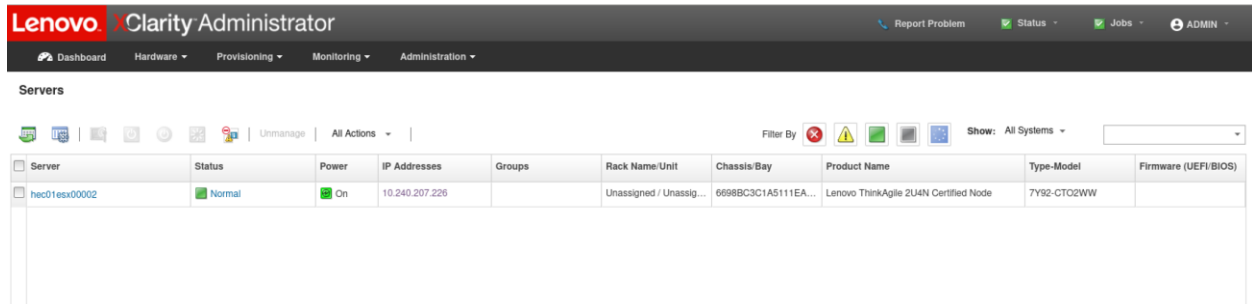 Lenovo. XClarity Administrator
Report Problem
Status
Jobs
ADMIN
Dashboard
Hardware
Provisioning
Monitoring
Administration
Servers
Unmanage
All Actions
Filter By
Show: All Systems
Server Status Power IP Addresses Groups Rack Name/Unit Chassis/Bay Product Name Type-Model Firmware (UEFI/BIOS)
hec01esx00002 Normal On 10.240.207.226 Unassigned / Unassig... 6698BC3C1A5111EA... Lenovo ThinkAgile 2U4N Certified Node 7Y92-CTO2WW